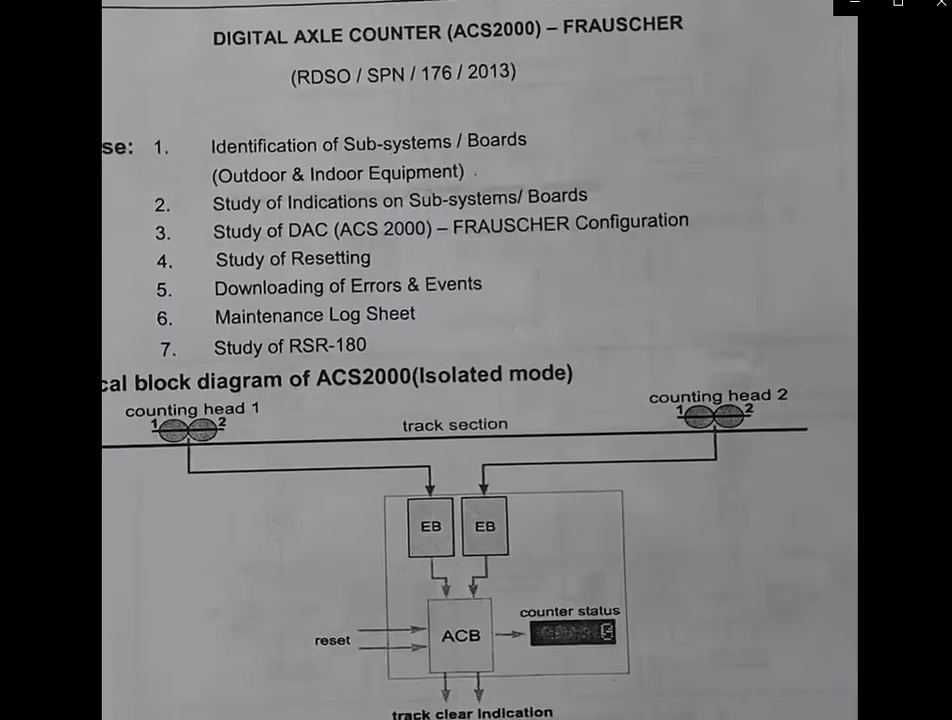 DIGITAL AXLE COUNTER (ACS2000) – FRAUSCHER
(RDSO / SPN / 176 / 2013)
se: 1. Identification of Sub-systems / Boards
(Outdoor & Indoor Equipment)
2. Study of Indications on Sub-systems/ Boards
3. Study of DAC (ACS 2000) – FRAUSCHER Configuration
4. Study of Resetting
5. Downloading of Errors & Events
6. Maintenance Log Sheet
7. Study of RSR-180
cal block diagram of ACS2000(Isolated mode)
counting head 1
counting head 2
1 2
1 2
track section
EB EB
counter status
reset
ACB
track clear indication